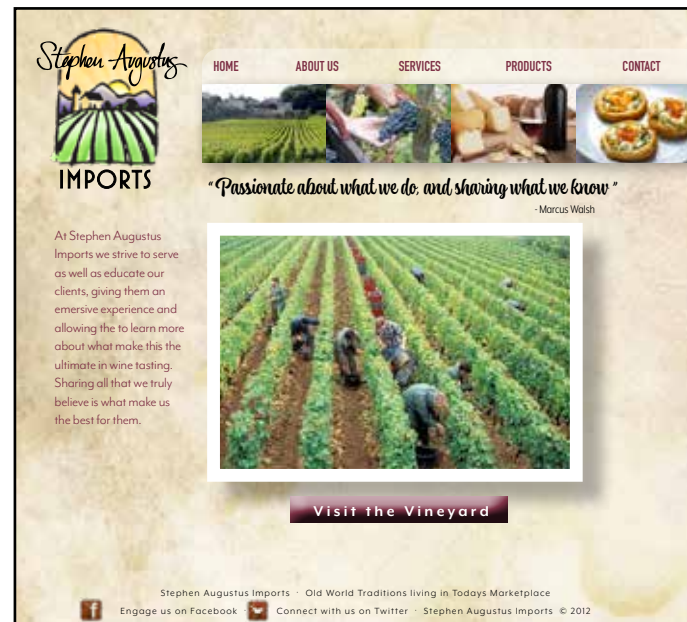 Stephen Augustus
IMPORTS
HOME ABOUT US SERVICES PRODUCTS CONTACT
“Passionate about what we do, and sharing what we know ”
- Marcus Walsh
At Stephen Augustus
Imports we strive to serve
as well as educate our
clients, giving them an
emersive experience and
allowing the to learn more
about what make this the
ultimate in wine tasting.
Sharing all that we truly
believe is what make us
the best for them.
Visit the Vineyard
Stephen Augustus Imports · Old World Traditions living in Todays Marketplace
f Engage us on Facebook · Connect with us on Twitter · Stephen Augustus Imports © 2012